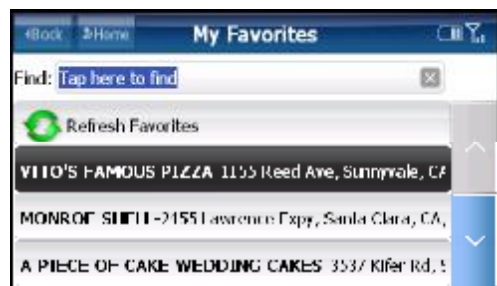 Back Home My Favorites
Find: Tap here to find
Refresh Favorites
VITO'S FAMOUS PIZZA 1155 Reed Ave, Sunnyvale, CA
MONROE SHELL-2155 Lawrence Expy, Santa Clara, CA,
A PIECE OF CAKE WEDDING CAKES 3537 Kifer Rd, S